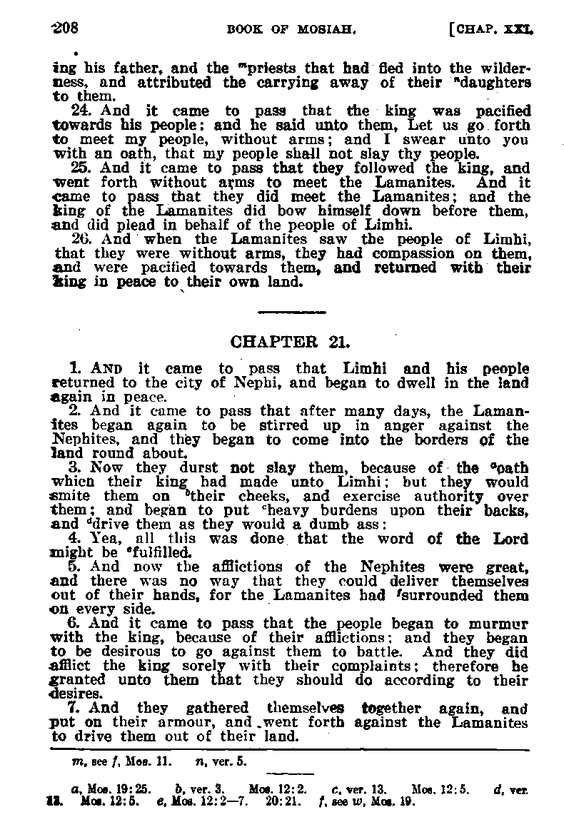 208 BOOK OF MOSIAH. [CHAP. XXI.
ing his father, and the ᵐpriests that had fled into the wilder-
ness, and attributed the carrying away of their ⁿdaughters
to them.
24. And it came to pass that the king was pacified
towards his people; and he said unto them, Let us go forth
to meet my people, without arms; and I swear unto you
with an oath, that my people shall not slay thy people.
25. And it came to pass that they followed the king, and
went forth without arms to meet the Lamanites. And it
came to pass that they did meet the Lamanites; and the
king of the Lamanites did bow himself down before them,
and did plead in behalf of the people of Limhi.
26. And when the Lamanites saw the people of Limhi,
that they were without arms, they had compassion on them,
and were pacified towards them, and returned with their
king in peace to their own land.
CHAPTER 21.
1. AND it came to pass that Limhi and his people
returned to the city of Nephi, and began to dwell in the land
again in peace.
2. And it came to pass that after many days, the Laman-
ites began again to be stirred up in anger against the
Nephites, and they began to come into the borders of the
land round about.
3. Now they durst not slay them, because of the ᵃoath
which their king had made unto Limhi; but they would
smite them on ᵇtheir cheeks, and exercise authority over
them; and began to put ᶜheavy burdens upon their backs,
and ᵈdrive them as they would a dumb ass:
4. Yea, all this was done that the word of the Lord
might be ᵉfulfilled.
5. And now the afflictions of the Nephites were great,
and there was no way that they could deliver themselves
out of their hands, for the Lamanites had ᶠsurrounded them
on every side.
6. And it came to pass that the people began to murmur
with the king, because of their afflictions; and they began
to be desirous to go against them to battle. And they did
afflict the king sorely with their complaints; therefore he
granted unto them that they should do according to their
desires.
7. And they gathered themselves together again, and
put on their armour, and went forth against the Lamanites
to drive them out of their land.
m, see f, Mos. 11. n, ver. 5.
a, Mos. 19:25. b, ver. 3. Mos. 12:2. c, ver. 13. Mos. 12:5. d, ver.
13. Mos. 12:5. e, Mos. 12:2—7. 20:21. f, see w, Mos. 19.